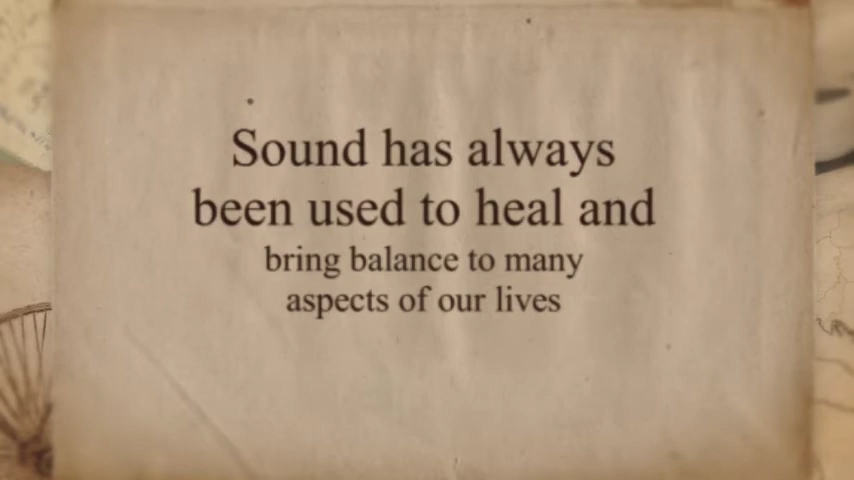 Sound has always
been used to heal and
bring balance to many
aspects of our lives